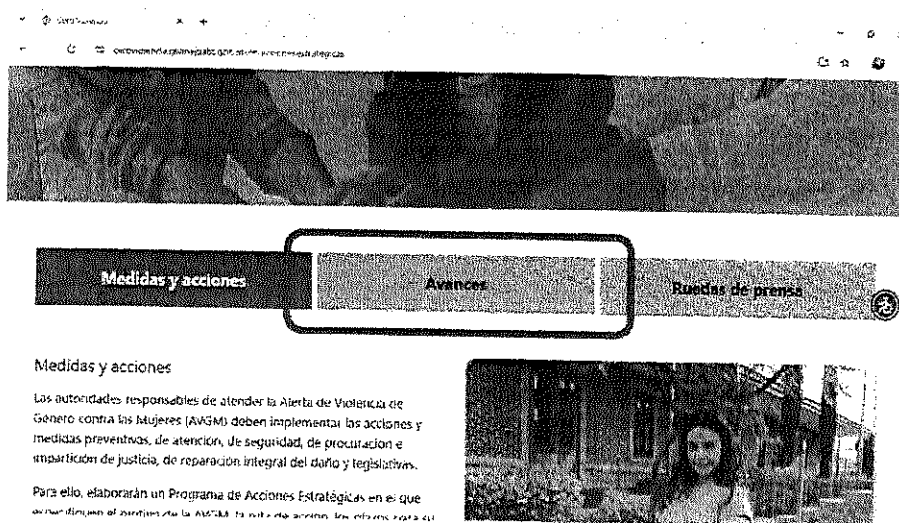 Medidas y acciones
Avances
Ruedas de prensa
Medidas y acciones
Las autoridades responsables de atender la Alerta de Violencia de
Género contra las Mujeres (AVGM) deben implementar las acciones y
medidas preventivas, de atención, de seguridad, de procuración e
impartición de justicia, de reparación integral del daño y legislativas.
Para ello, elaborarán un Programa de Acciones Estratégicas en el que